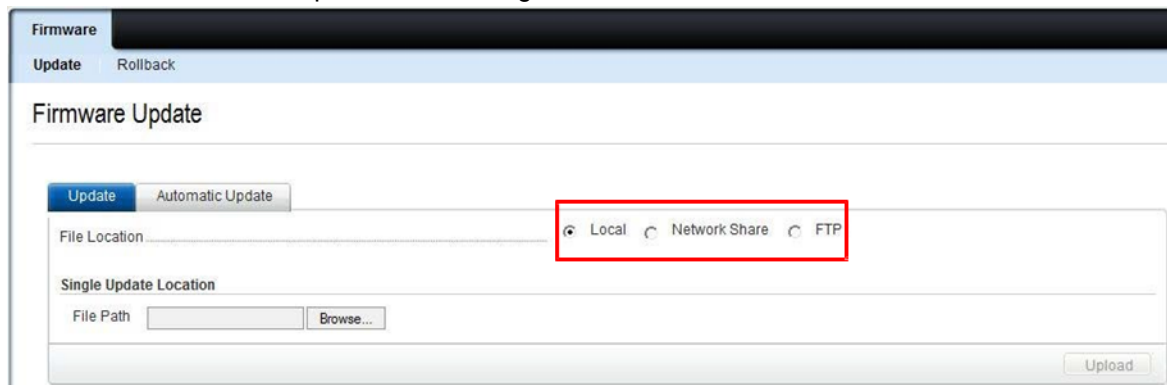 Firmware
Update Rollback
Firmware Update
Update Automatic Update
File Location Local Network Share FTP
Single Update Location
File Path Browse...
Upload